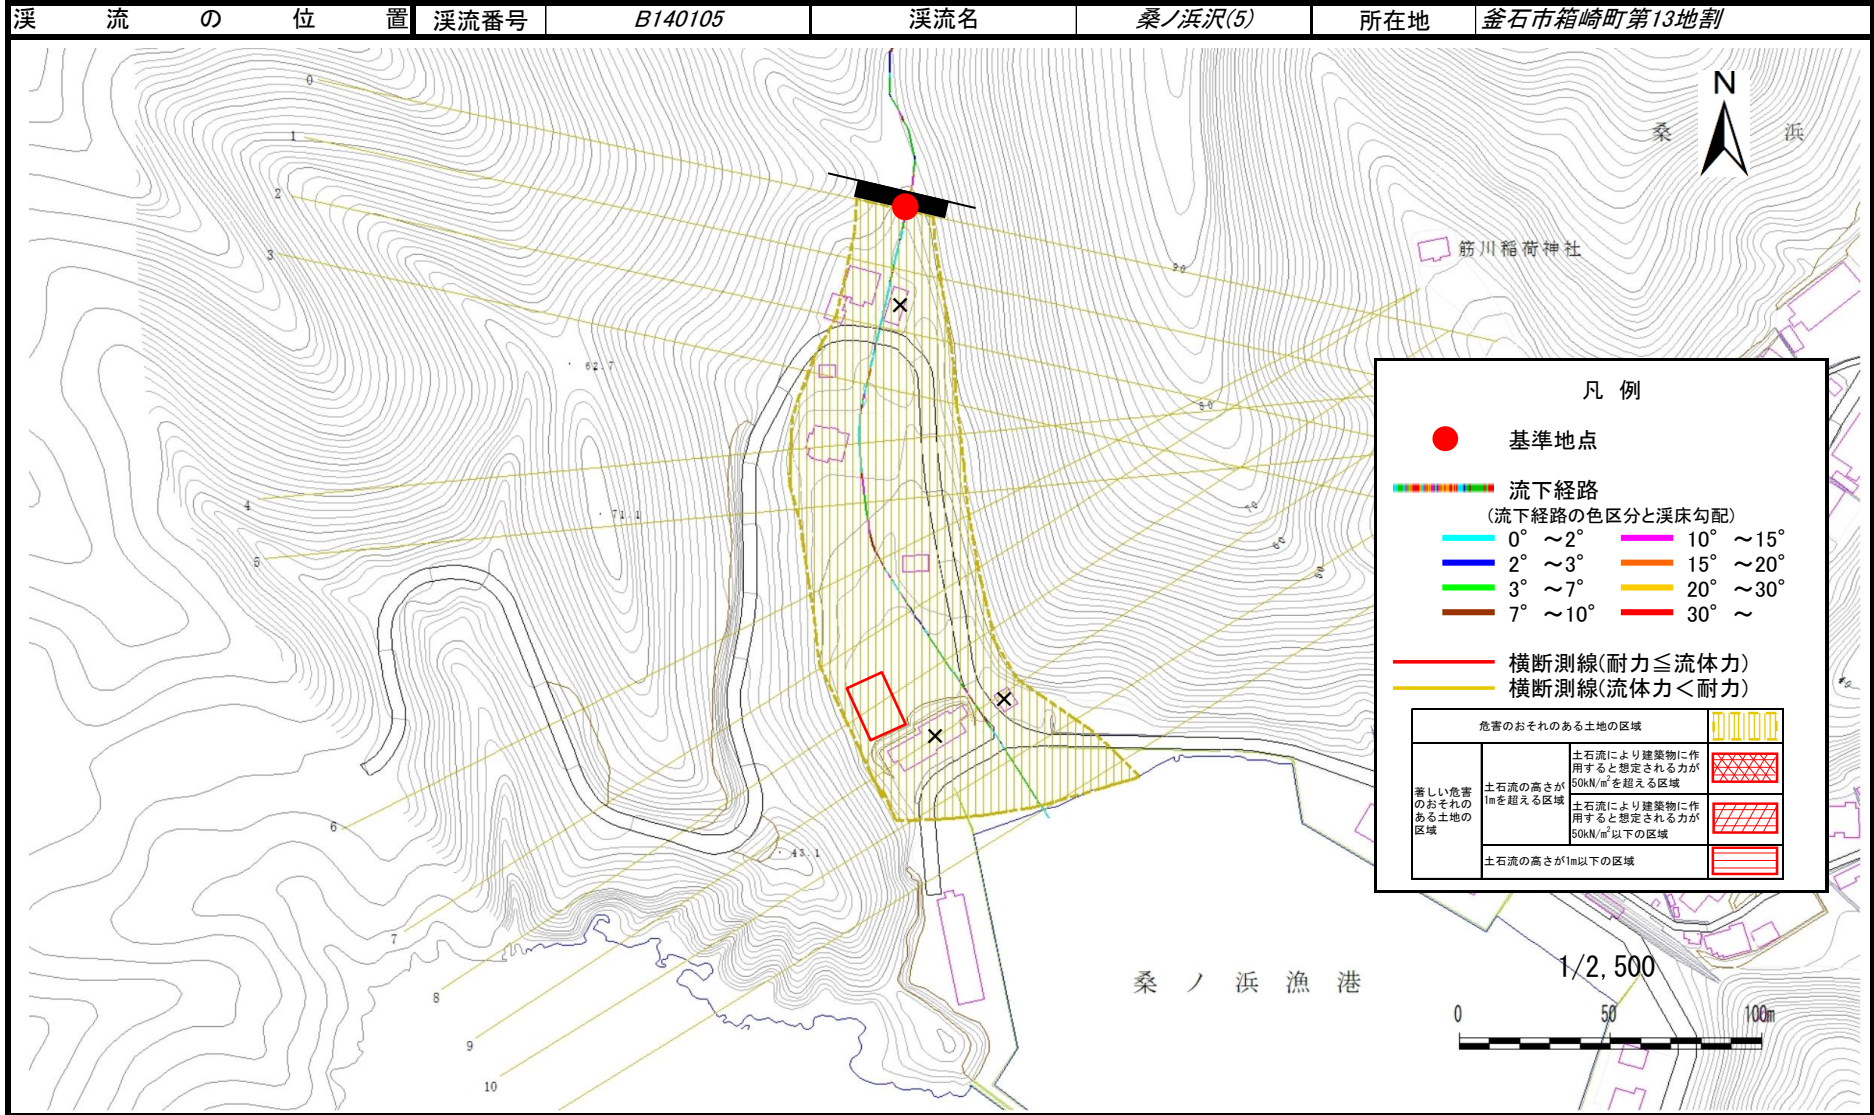 渓流の位置 渓流番号 B140105 渓流名 桑ノ浜沢(5) 所在地 釜石市箱崎町第13地割
N
桑 浜
筋川稲荷神社
0
1
2
3
4
5
6
7
8
9
10
62.7
71.1
43.1
90
80
70
60
50
40
凡 例
基準地点
流下経路
(流下経路の色区分と渓床勾配)
0° ～2° 10° ～15°
2° ～3° 15° ～20°
3° ～7° 20° ～30°
7° ～10° 30° ～
横断測線(耐力≦流体力)
横断測線(流体力＜耐力)
危害のおそれのある土地の区域
著しい危害
のおそれの
ある土地の
区域
土石流の高さが
1mを超える区域
土石流により建築物に作
用すると想定される力が
50kN/m²を超える区域
土石流により建築物に作
用すると想定される力が
50kN/m²以下の区域
土石流の高さが1m以下の区域
桑ノ浜漁港
1/2,500
0 50 100m